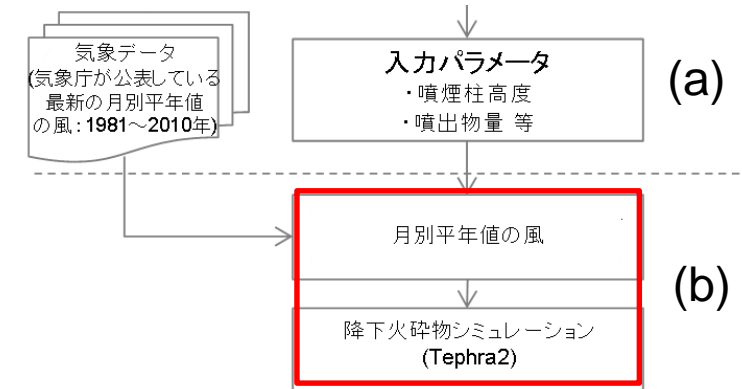 気象データ
(気象庁が公表している
最新の月別平年値
の風：1981～2010年)
入力パラメータ
・噴煙柱高度
・噴出物量 等
(a)
月別平年値の風
(b)
降下火砕物シミュレーション
(Tephra2)